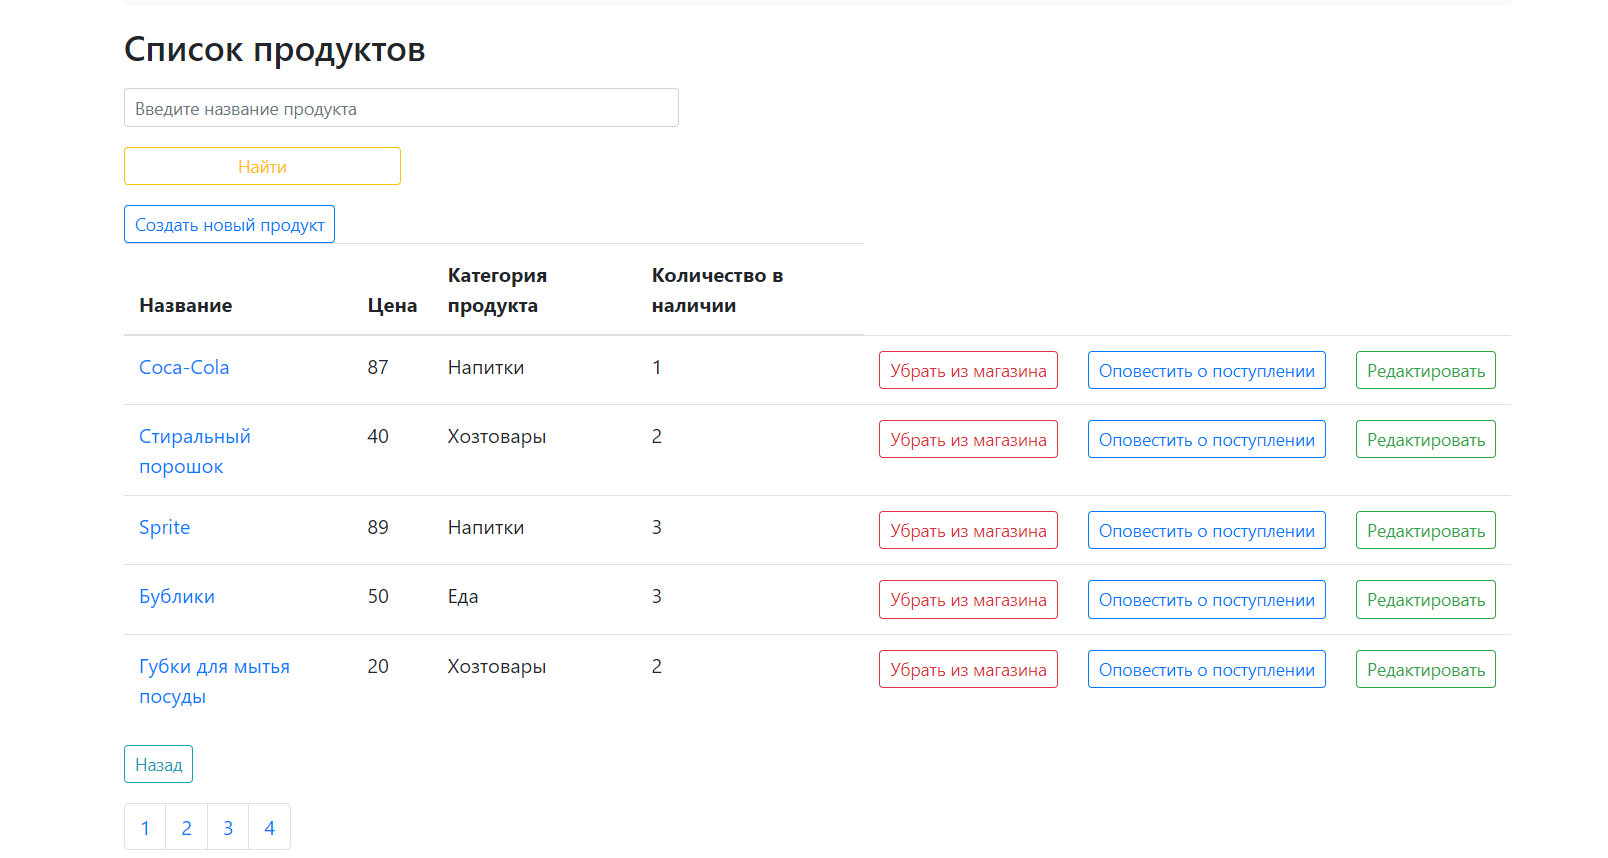 Список продуктов
Введите название продукта
Найти
Создать новый продукт
Название Цена Категория продукта Количество в наличии
Coca-Cola 87 Напитки 1 Убрать из магазина Оповестить о поступлении Редактировать
Стиральный порошок 40 Хозтовары 2 Убрать из магазина Оповестить о поступлении Редактировать
Sprite 89 Напитки 3 Убрать из магазина Оповестить о поступлении Редактировать
Бублики 50 Еда 3 Убрать из магазина Оповестить о поступлении Редактировать
Губки для мытья посуды 20 Хозтовары 2 Убрать из магазина Оповестить о поступлении Редактировать
Назад
1 2 3 4